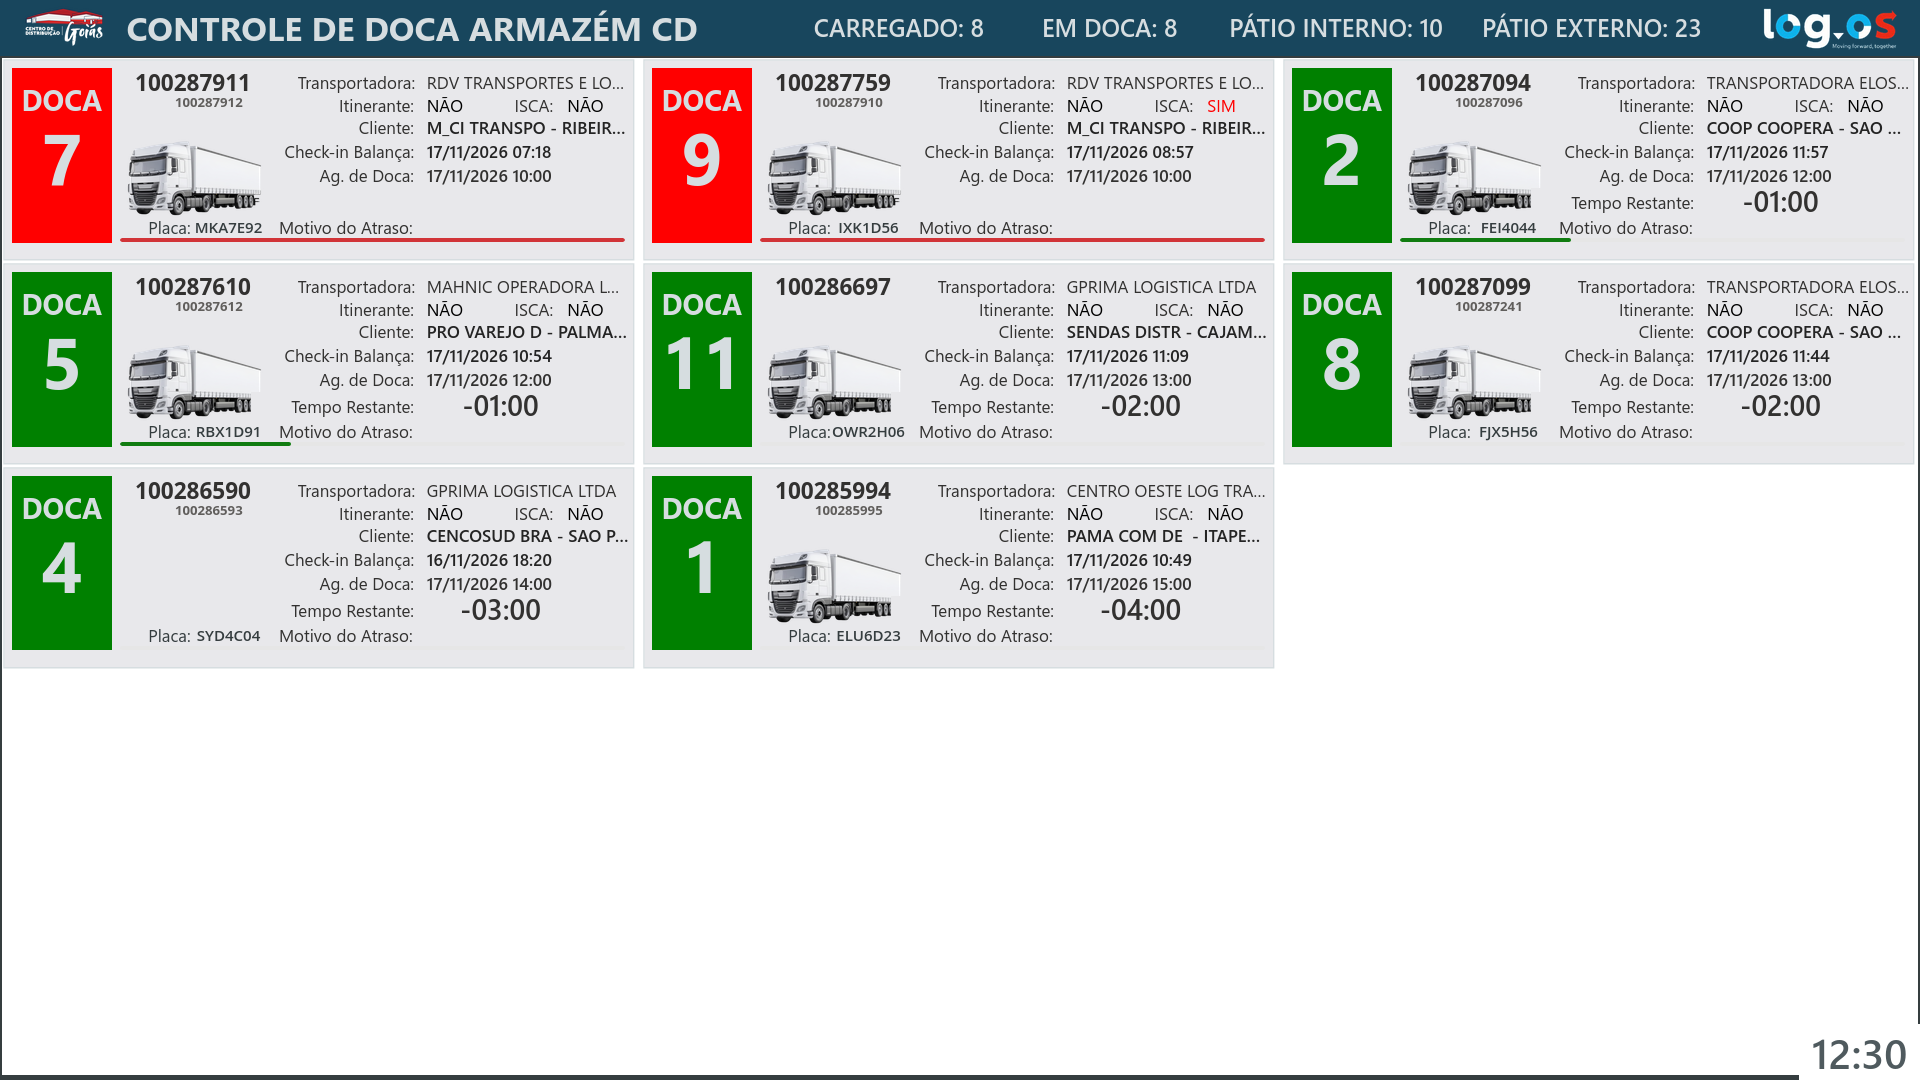 CENTRO DE DISTRIBUIÇÃO Goiás
CONTROLE DE DOCA ARMAZÉM CD
CARREGADO: 8
EM DOCA: 8
PÁTIO INTERNO: 10
PÁTIO EXTERNO: 23
log.os
Moving forward, together
DOCA
7
100287911
100287912
Transportadora: RDV TRANSPORTES E LO...
Itinerante: NÃO ISCA: NÃO
Cliente: M_CI TRANSPO - RIBEIR...
Check-in Balança: 17/11/2026 07:18
Ag. de Doca: 17/11/2026 10:00
Placa: MKA7E92 Motivo do Atraso:
DOCA
9
100287759
100287910
Transportadora: RDV TRANSPORTES E LO...
Itinerante: NÃO ISCA: SIM
Cliente: M_CI TRANSPO - RIBEIR...
Check-in Balança: 17/11/2026 08:57
Ag. de Doca: 17/11/2026 10:00
Placa: IXK1D56 Motivo do Atraso:
DOCA
2
100287094
100287096
Transportadora: TRANSPORTADORA ELOS...
Itinerante: NÃO ISCA: NÃO
Cliente: COOP COOPERA - SAO ...
Check-in Balança: 17/11/2026 11:57
Ag. de Doca: 17/11/2026 12:00
Tempo Restante: -01:00
Placa: FEI4044 Motivo do Atraso:
DOCA
5
100287610
100287612
Transportadora: MAHNIC OPERADORA L...
Itinerante: NÃO ISCA: NÃO
Cliente: PRO VAREJO D - PALMA...
Check-in Balança: 17/11/2026 10:54
Ag. de Doca: 17/11/2026 12:00
Tempo Restante: -01:00
Placa: RBX1D91 Motivo do Atraso:
DOCA
11
100286697
Transportadora: GPRIMA LOGISTICA LTDA
Itinerante: NÃO ISCA: NÃO
Cliente: SENDAS DISTR - CAJAM...
Check-in Balança: 17/11/2026 11:09
Ag. de Doca: 17/11/2026 13:00
Tempo Restante: -02:00
Placa: OWR2H06 Motivo do Atraso:
DOCA
8
100287099
100287241
Transportadora: TRANSPORTADORA ELOS...
Itinerante: NÃO ISCA: NÃO
Cliente: COOP COOPERA - SAO ...
Check-in Balança: 17/11/2026 11:44
Ag. de Doca: 17/11/2026 13:00
Tempo Restante: -02:00
Placa: FJX5H56 Motivo do Atraso:
DOCA
4
100286590
100286593
Transportadora: GPRIMA LOGISTICA LTDA
Itinerante: NÃO ISCA: NÃO
Cliente: CENCOSUD BRA - SAO P...
Check-in Balança: 16/11/2026 18:20
Ag. de Doca: 17/11/2026 14:00
Tempo Restante: -03:00
Placa: SYD4C04 Motivo do Atraso:
DOCA
1
100285994
100285995
Transportadora: CENTRO OESTE LOG TRA...
Itinerante: NÃO ISCA: NÃO
Cliente: PAMA COM DE - ITAPE...
Check-in Balança: 17/11/2026 10:49
Ag. de Doca: 17/11/2026 15:00
Tempo Restante: -04:00
Placa: ELU6D23 Motivo do Atraso:
12:30